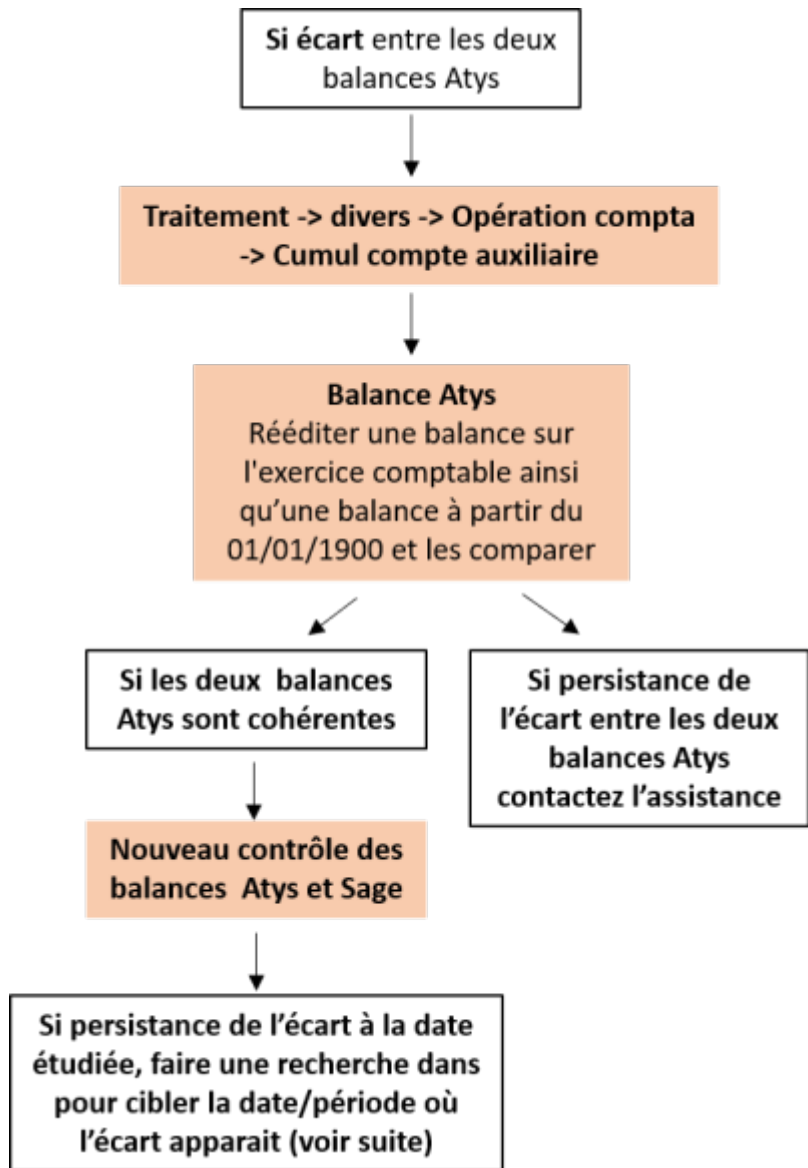 Si écart entre les deux
balances Atys
Traitement -> divers -> Opération compta
-> Cumul compte auxiliaire
Balance Atys
Rééditer une balance sur
l'exercice comptable ainsi
qu’une balance à partir du
01/01/1900 et les comparer
Si les deux balances
Atys sont cohérentes
Si persistance de
l’écart entre les deux
balances Atys
contactez l’assistance
Nouveau contrôle des
balances Atys et Sage
Si persistance de l’écart à la date
étudiée, faire une recherche dans
pour cibler la date/période où
l’écart apparait (voir suite)